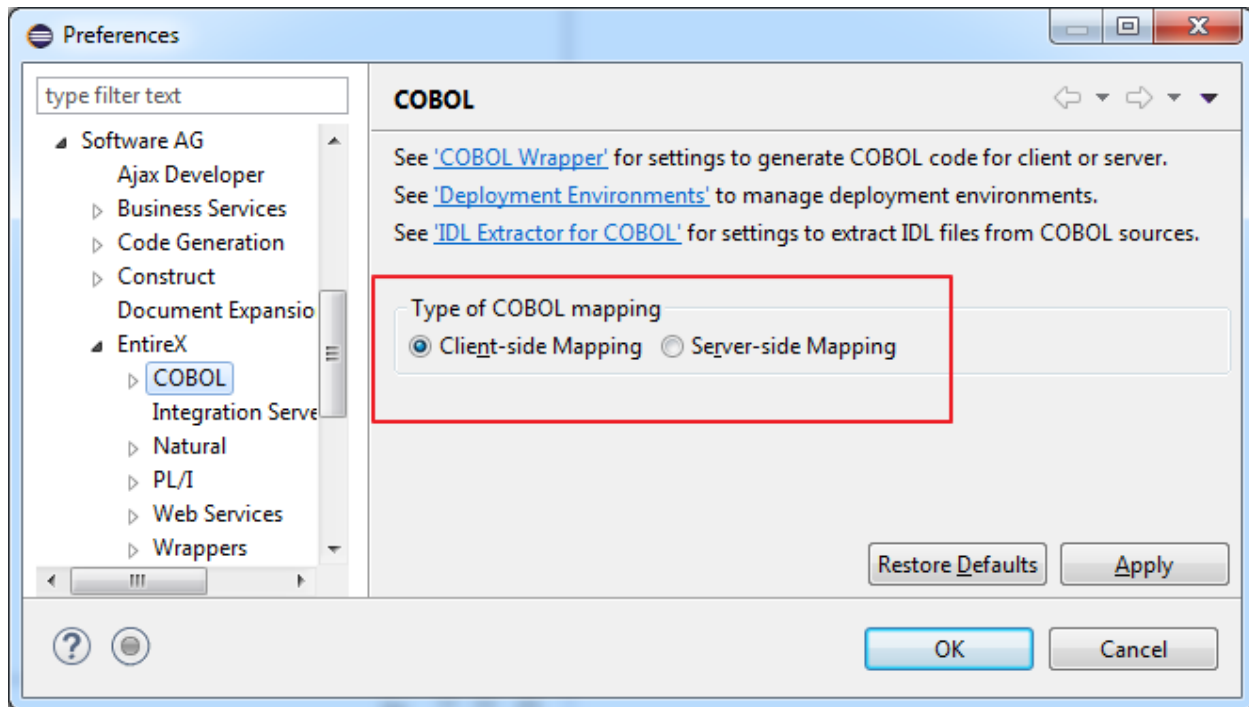 Preferences
type filter text
Software AG
Ajax Developer
Business Services
Code Generation
Construct
Document Expansio
EntireX
COBOL
Integration Serve
Natural
PL/I
Web Services
Wrappers
COBOL
See 'COBOL Wrapper' for settings to generate COBOL code for client or server.
See 'Deployment Environments' to manage deployment environments.
See 'IDL Extractor for COBOL' for settings to extract IDL files from COBOL sources.
Type of COBOL mapping
Client-side Mapping Server-side Mapping
Restore Defaults Apply
OK Cancel